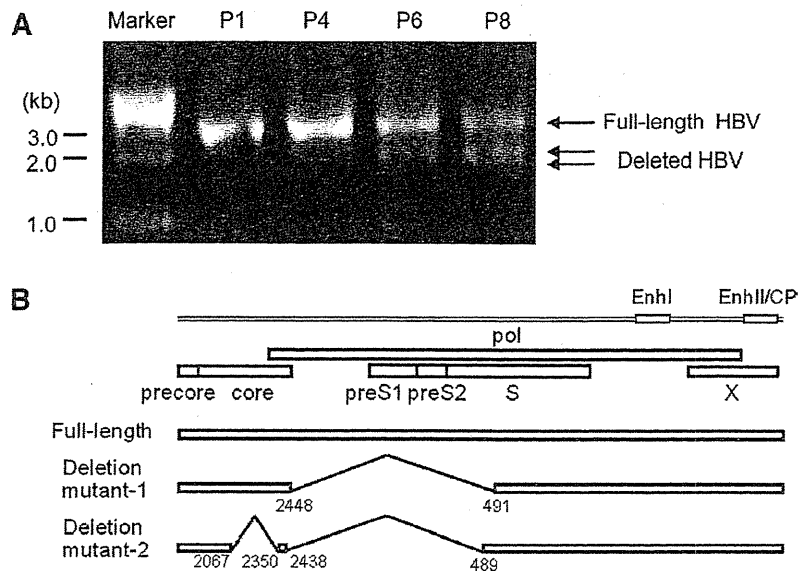 A
Marker P1 P4 P6 P8
(kb)
3.0
2.0
1.0
Full-length HBV
Deleted HBV
B
EnhI EnhII/CP
pol
precore core preS1 preS2 S X
Full-length
Deletion
mutant-1
2448 491
Deletion
mutant-2
2067 2350 2438 489